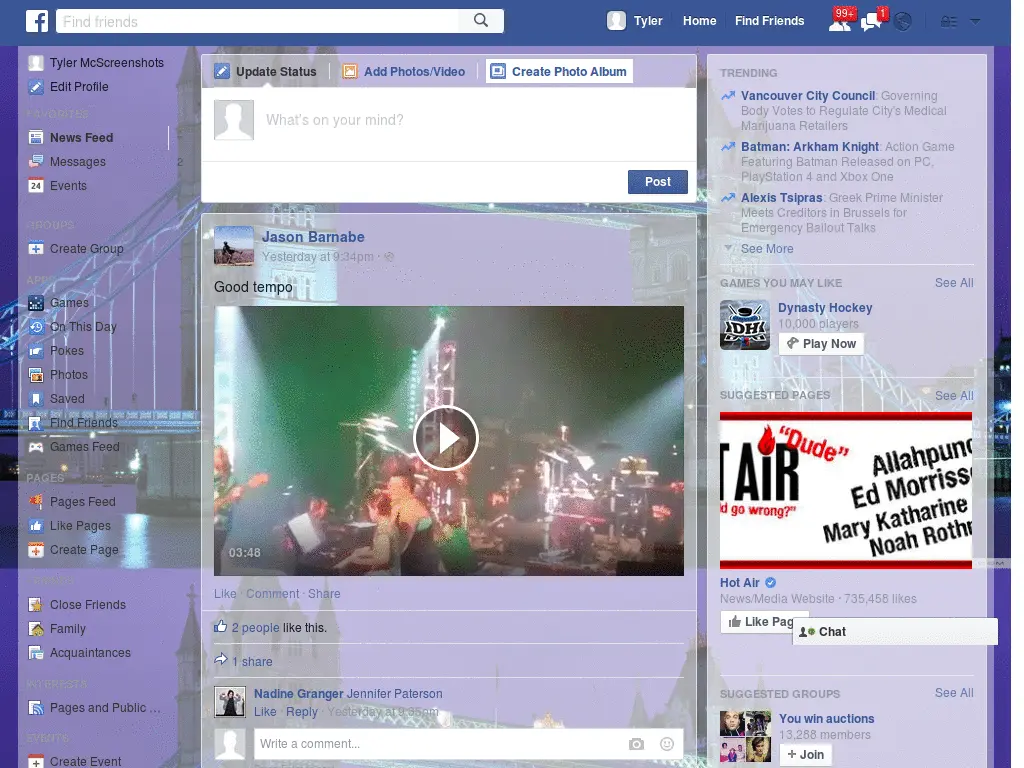 Find friends
Tyler
Home
Find Friends
99+
1
Tyler McScreenshots
Edit Profile
FAVORITES
News Feed
Messages
2
24 Events
GROUPS
Create Group
Games
On This Day
Pokes
Photos
Saved
Find Friends
Games Feed
PAGES
Pages Feed
Like Pages
Create Page
Close Friends
Family
Acquaintances
INTERESTS
Pages and Public ...
EVENTS
Create Event
Update Status
Add Photos/Video
Create Photo Album
What's on your mind?
Post
Jason Barnabe
Yesterday at 9:34pm ·
Good tempo
03:48
Like · Comment · Share
2 people like this.
1 share
Nadine Granger Jennifer Paterson
Like · Reply · Yesterday at 9:35pm
Write a comment...
TRENDING
Vancouver City Council: Governing
Body Votes to Regulate City's Medical
Marijuana Retailers
Batman: Arkham Knight: Action Game
Featuring Batman Released on PC,
PlayStation 4 and Xbox One
Alexis Tsipras: Greek Prime Minister
Meets Creditors in Brussels for
Emergency Bailout Talks
See More
GAMES YOU MAY LIKE
See All
DH
Dynasty Hockey
10,000 players
Play Now
SUGGESTED PAGES
See All
"Dude"
T AiR
d go wrong?"
Allahpund
Ed Morriss
Mary Katharine
Noah Roth
Hot Air
News/Media Website · 735,458 likes
Like Pag
Chat
SUGGESTED GROUPS
See All
You win auctions
13,288 members
+ Join